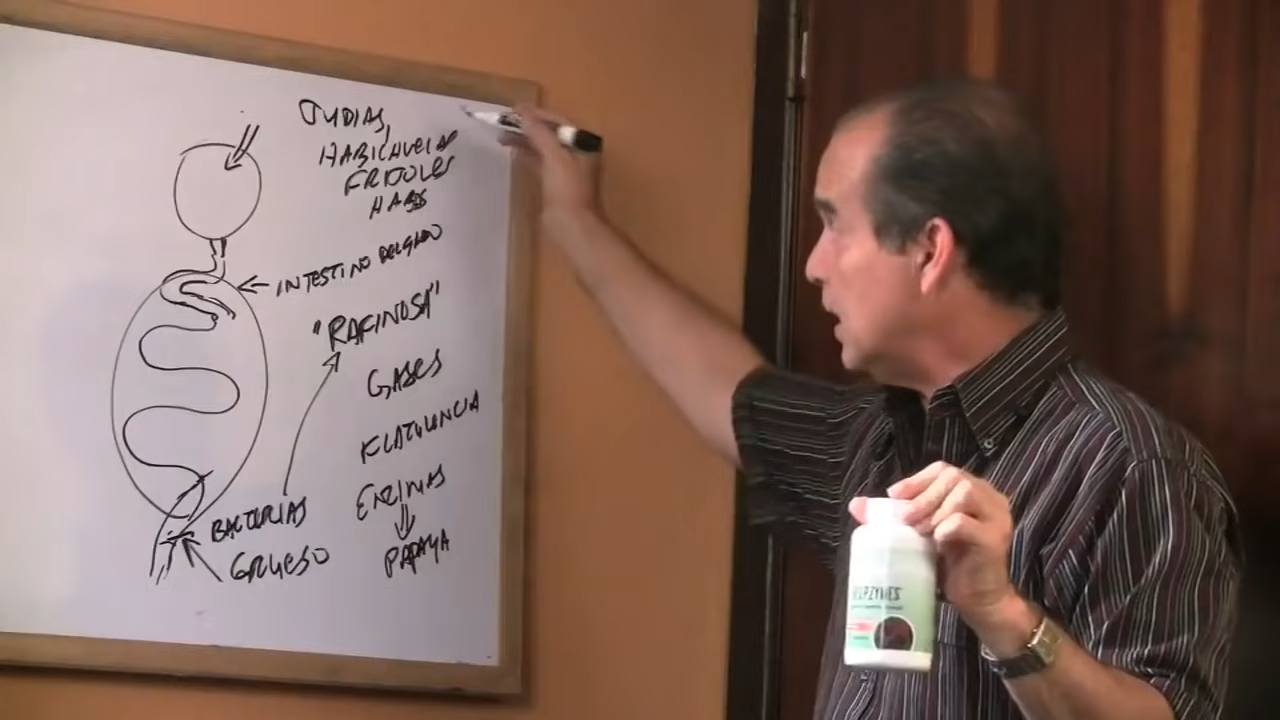 JUDIAS,
HABICHUELAS
FRIJOLES
HABAS
INTESTINO DELGADO
"RAFINOSA"
GASES
FLATULENCIA
ENZIMAS
PAPAYA
BACTERIAS
GRUESO